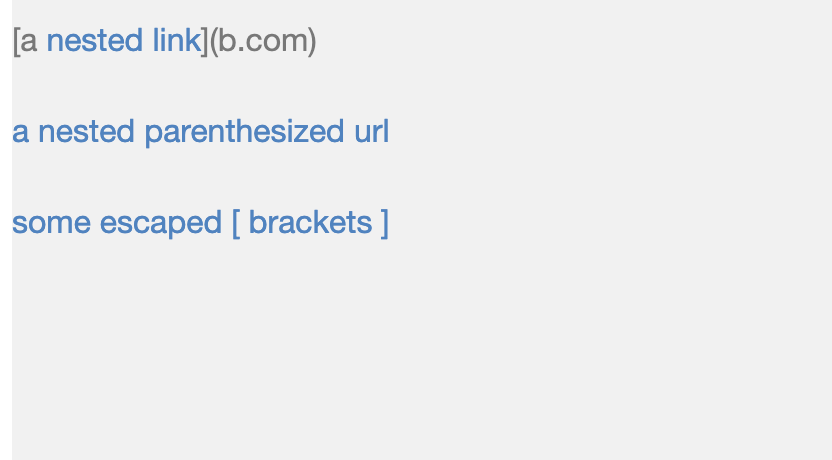 [a nested link](b.com)
a nested parenthesized url
some escaped [ brackets ]